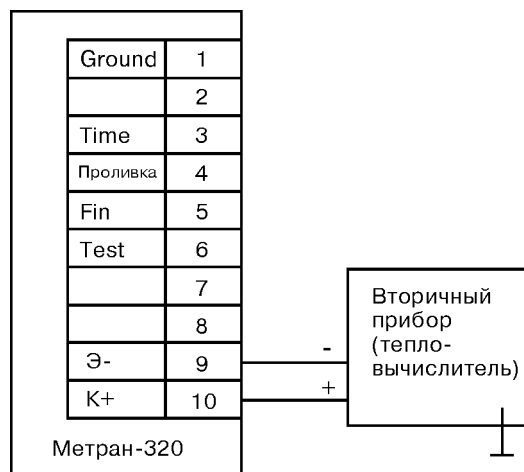 Ground 1
2
Time 3
Проливка 4
Fin 5
Test 6
7
8
Э- 9
К+ 10
Метран-320
-
+
Вторичный
прибор
(тепло-
вычислитель)